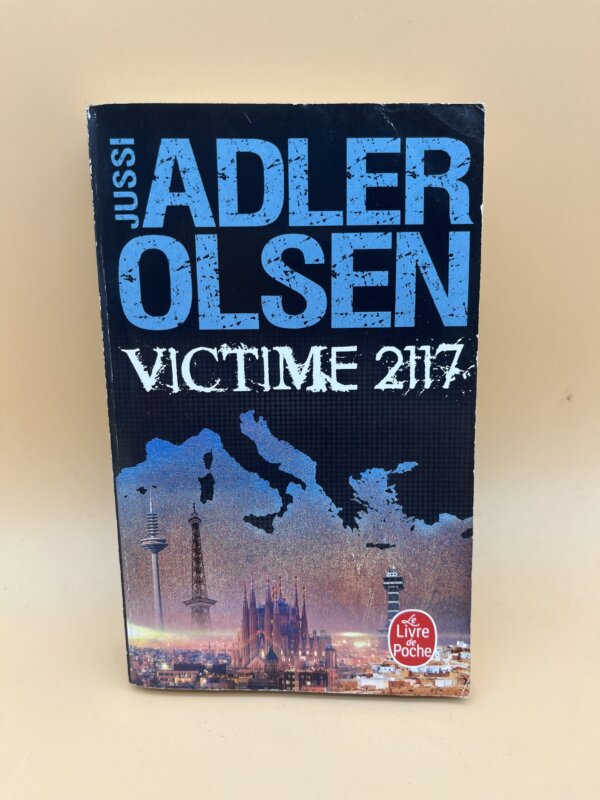 JUSSI
ADLER
OLSEN
VICTIME 2117
Le
Livre
de
Poche